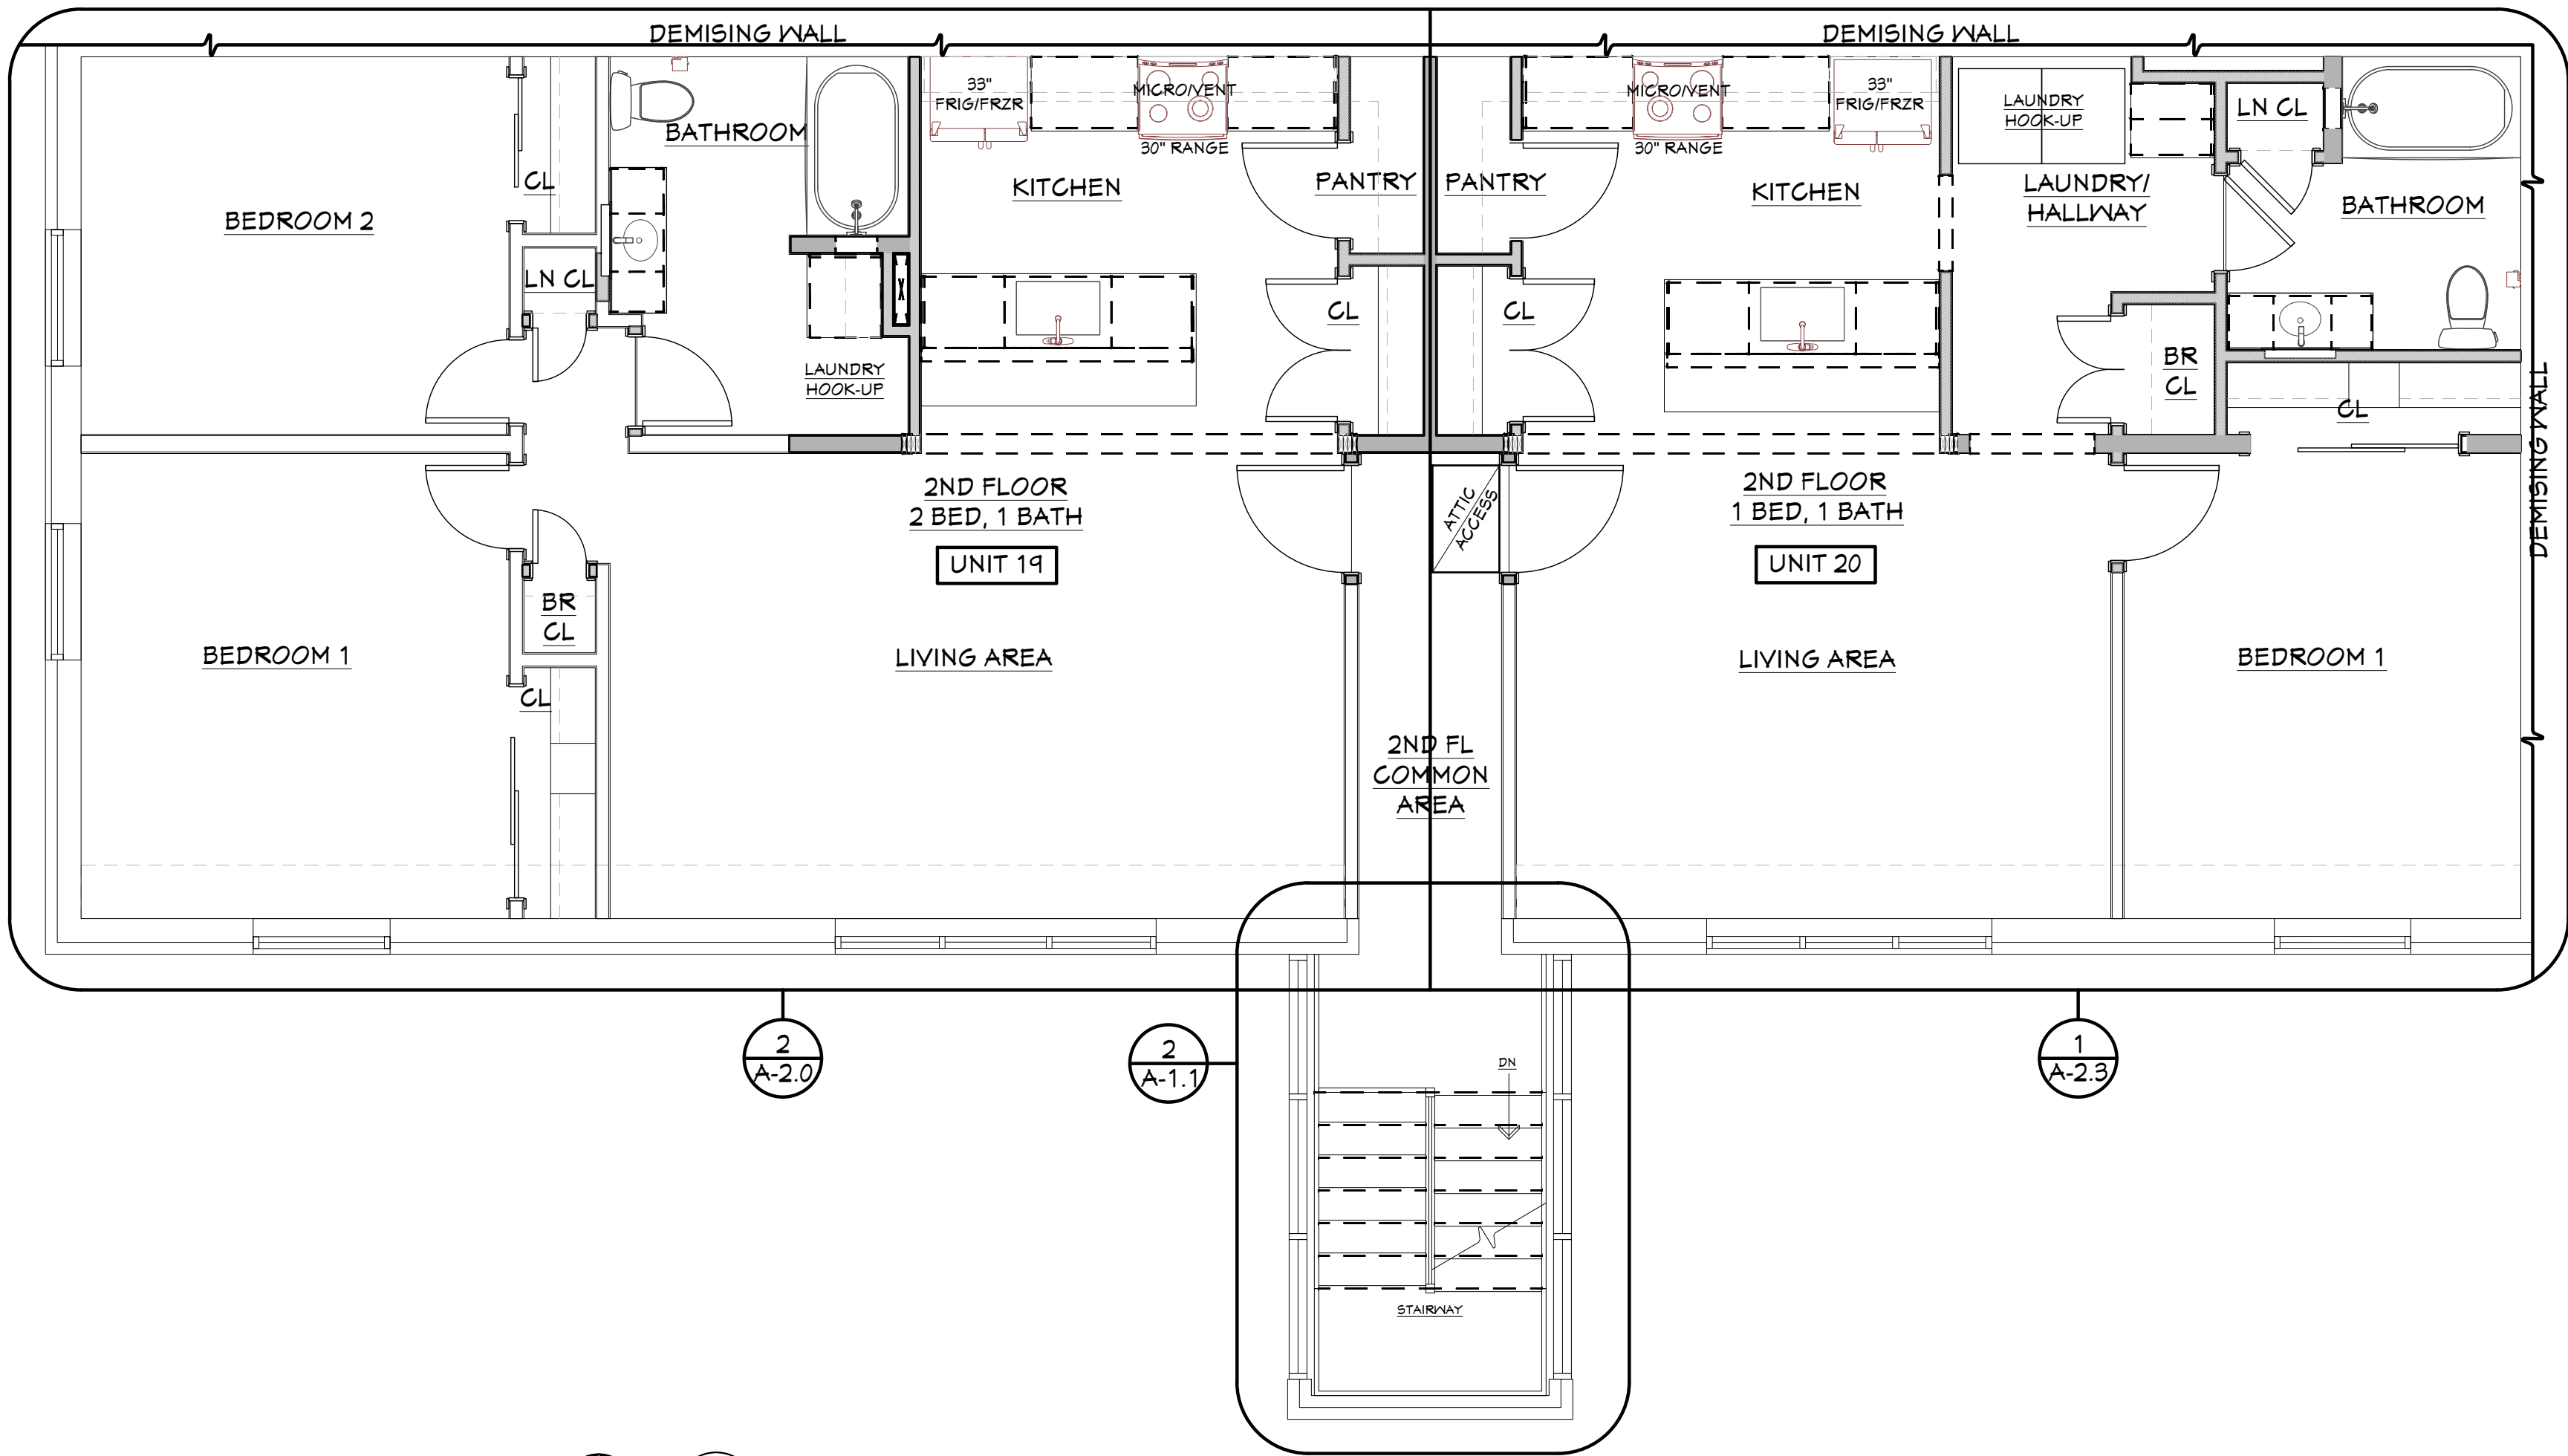 DEMISING WALL
DEMISING WALL
33"
FRIG/FRZR
MICRO/VENT
30" RANGE
MICRO/VENT
30" RANGE
33"
FRIG/FRZR
LAUNDRY
HOOK-UP
LN CL
BATHROOM
CL
BEDROOM 2
KITCHEN
PANTRY
PANTRY
KITCHEN
LAUNDRY/
HALLWAY
BATHROOM
LN CL
CL
CL
LAUNDRY
HOOK-UP
BR
CL
CL
DEMISING WALL
2ND FLOOR
2 BED, 1 BATH
UNIT 19
ATTIC
ACCESS
2ND FLOOR
1 BED, 1 BATH
UNIT 20
BR
CL
BEDROOM 1
CL
LIVING AREA
LIVING AREA
BEDROOM 1
2ND FL
COMMON
AREA
2
A-2.0
2
A-1.1
1
A-2.3
DN
STAIRWAY